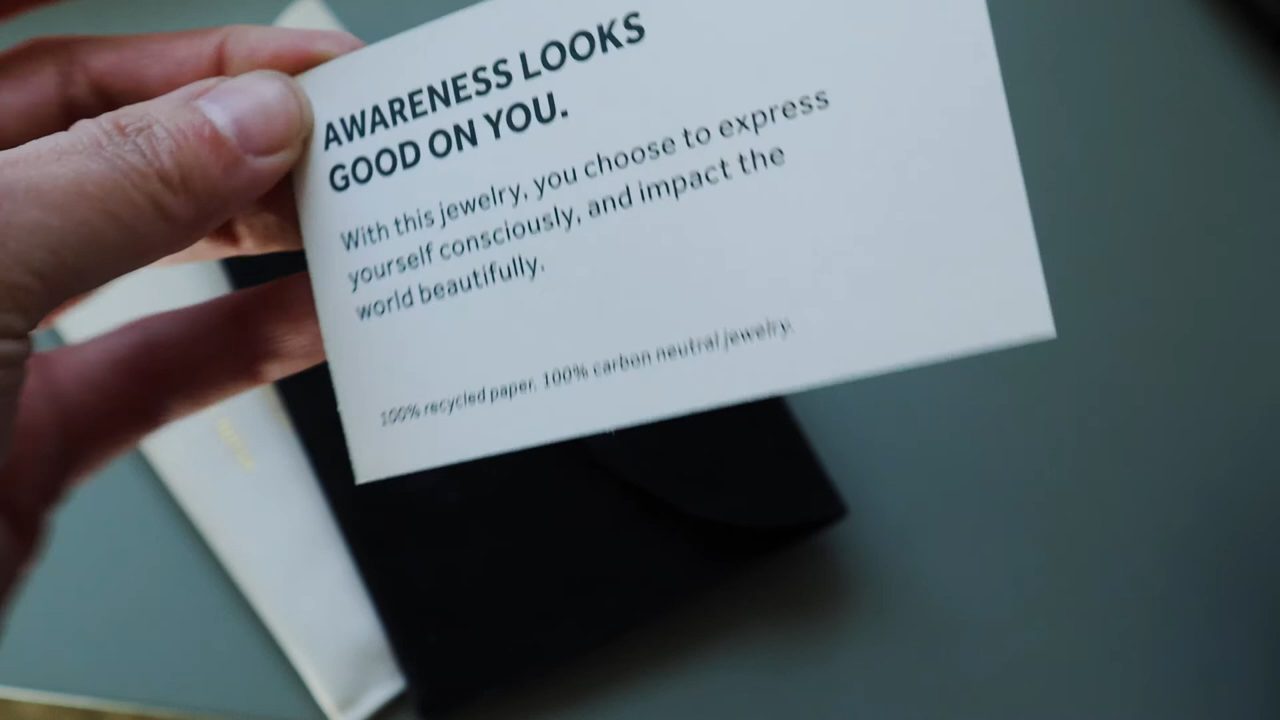 AWARENESS LOOKS
GOOD ON YOU.
With this jewelry, you choose to express
yourself consciously, and impact the
world beautifully.
100% recycled paper. 100% carbon neutral jewelry.